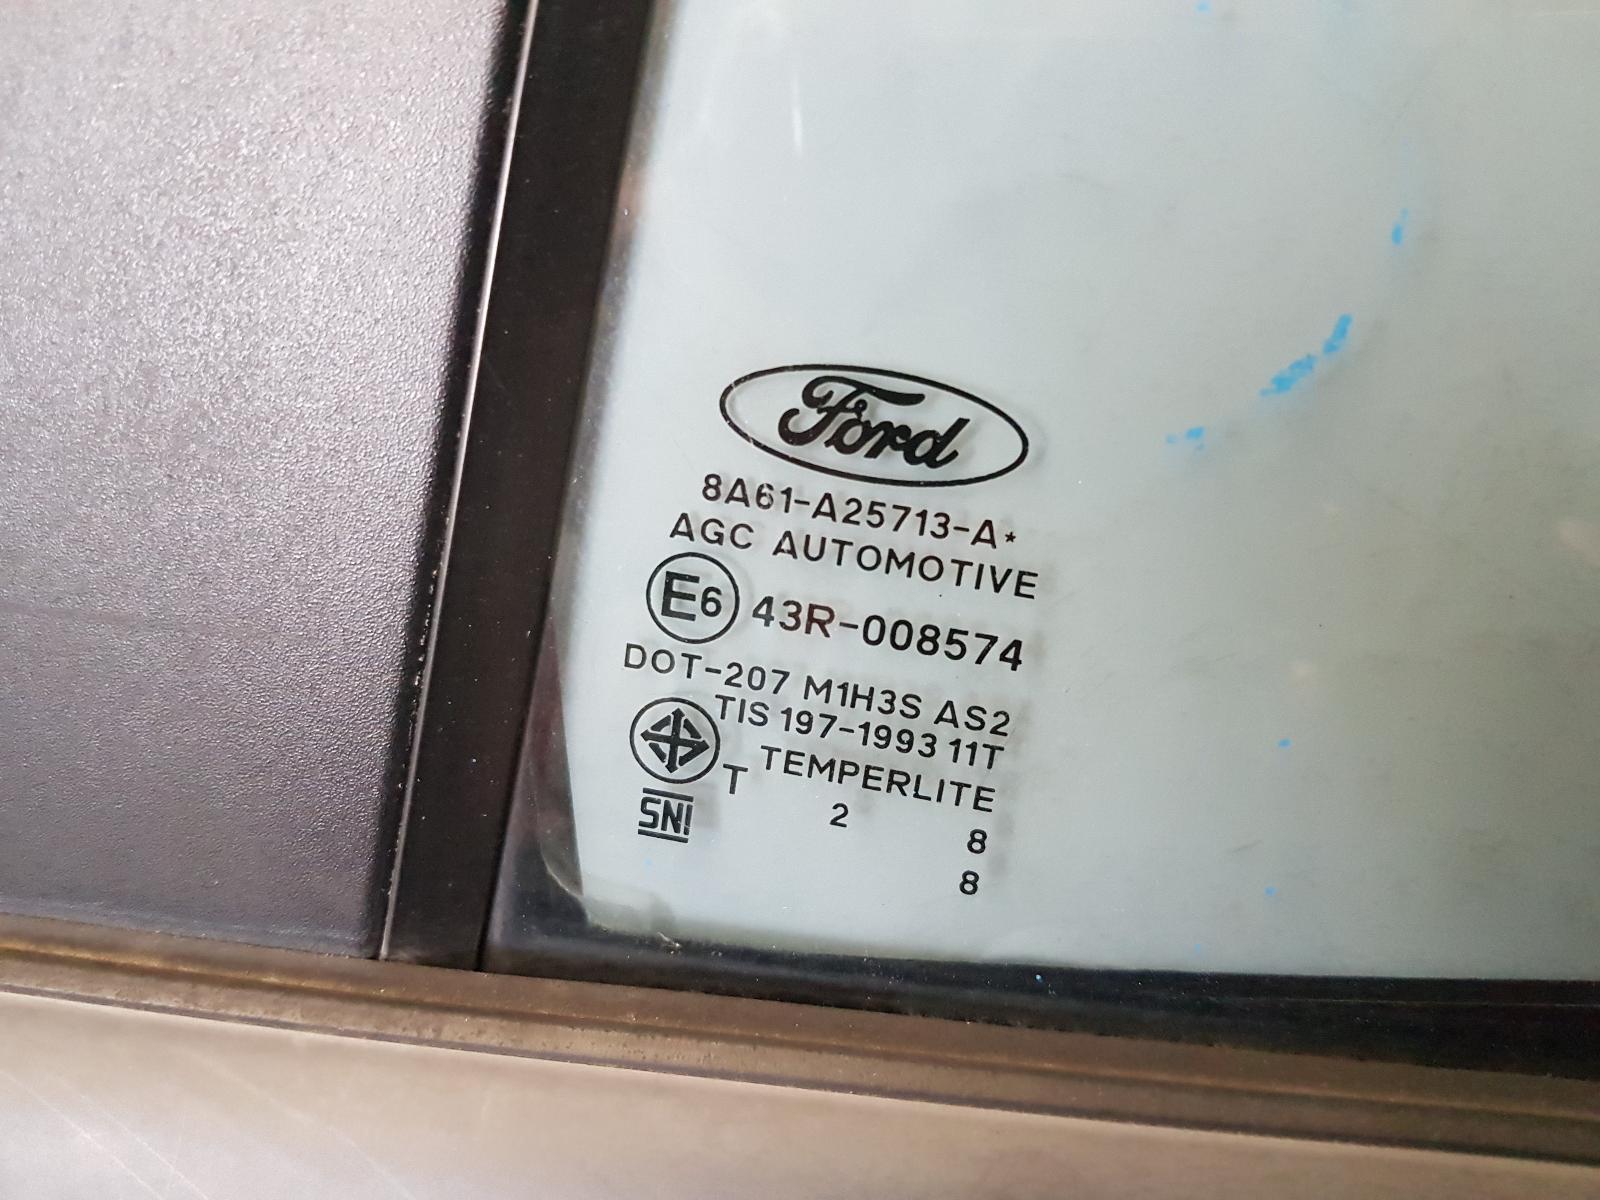 Ford
8A61-A25713-A*
AGC AUTOMOTIVE
E6 43R-008574
DOT-207 M1H3S AS2
TIS 197-1993 11T
T TEMPERLITE
SNI 2 8
8